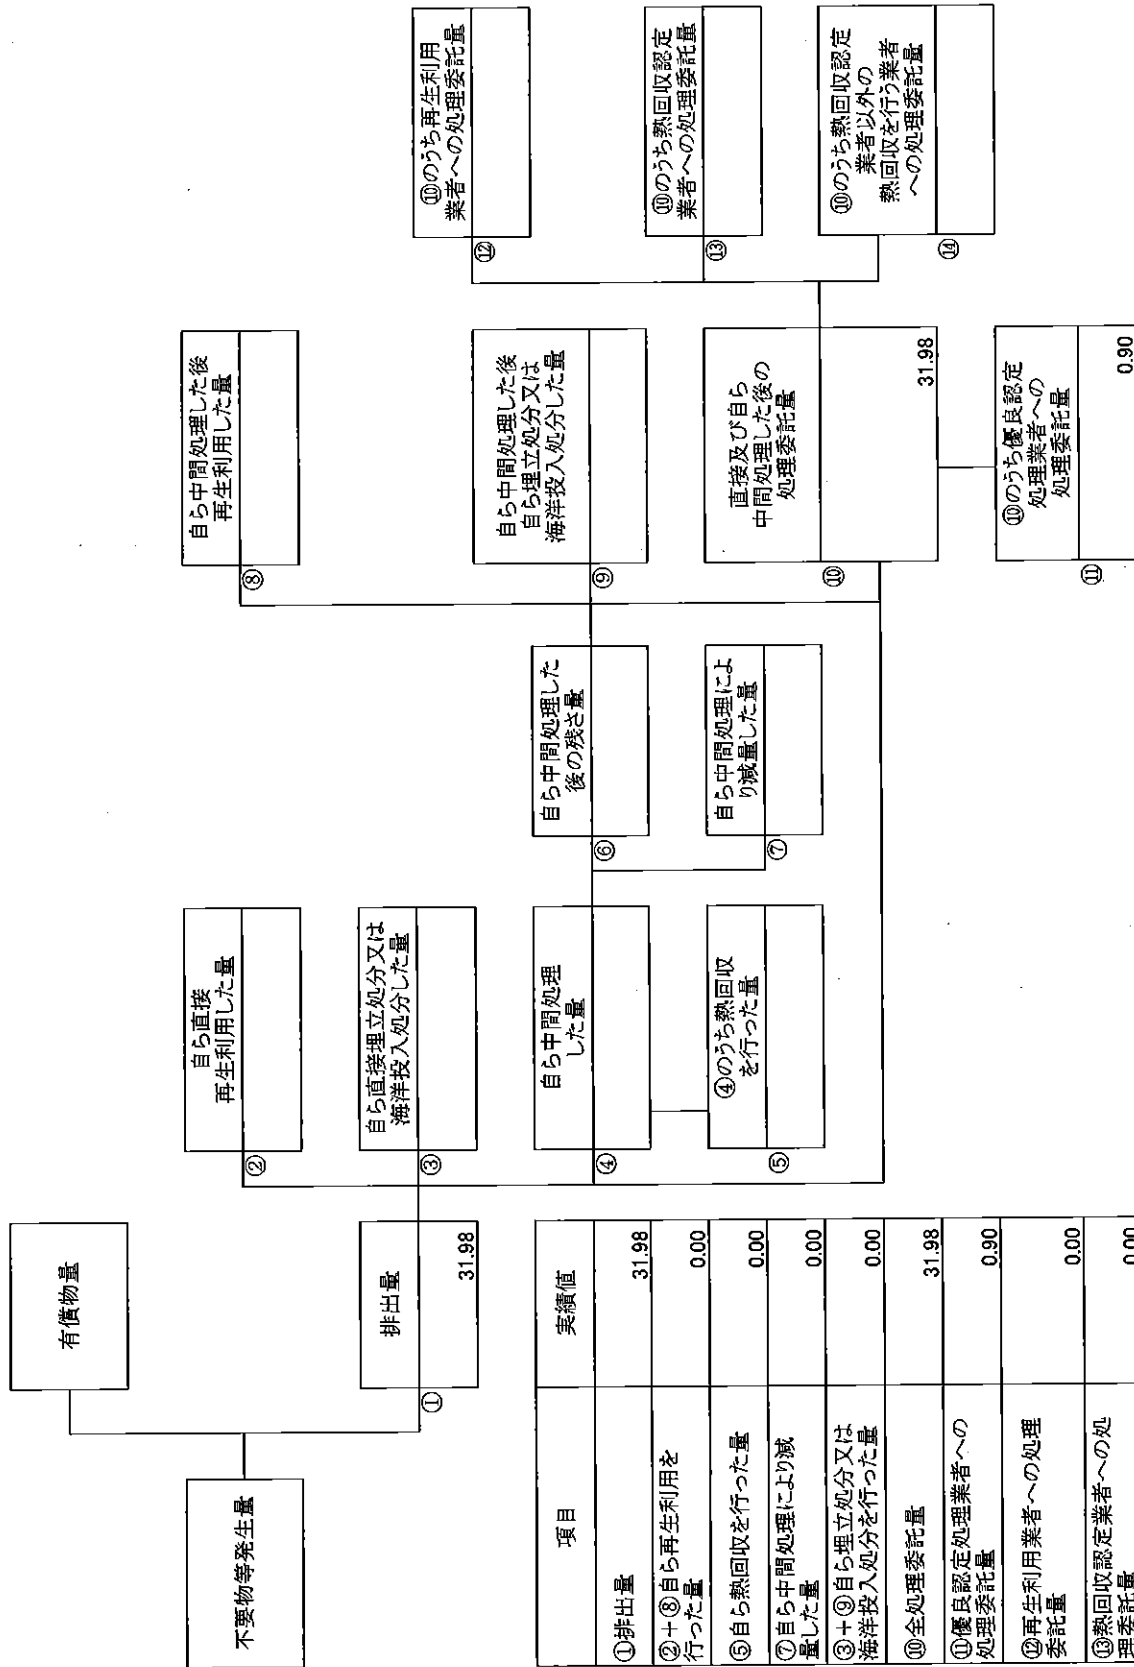 不要物等発生量
有償物量
排出量
①
31.98
自ら直接
再生利用した量
②
自ら直接埋立処分又は
海洋投入処分した量
③
自ら中間処理
した量
④
④のうち熱回収
を行った量
⑤
自ら中間処理した
後の残さ量
⑥
自ら中間処理によ
り減量した量
⑦
自ら中間処理した後
再生利用した量
⑧
自ら中間処理した後
自ら埋立処分又は
海洋投入処分した量
⑨
直接及び自ら
中間処理した後の
処理委託量
⑩
31.98
⑩のうち優良認定
処理業者への
処理委託量
⑪
0.90
⑩のうち再生利用
業者への処理委託量
⑫
⑩のうち熱回収認定
業者への処理委託量
⑬
⑩のうち熱回収認定
業者以外の
熱回収を行う業者
への処理委託量
⑭
項目 実績値
①排出量 31.98
②+⑧自ら再生利用を
行った量 0.00
⑤自ら熱回収を行った量 0.00
⑦自ら中間処理により減
量した量 0.00
③+⑨自ら埋立処分又は
海洋投入処分を行った量 0.00
⑩全処理委託量 31.98
⑪優良認定処理業者への
処理委託量 0.90
⑫再生利用業者への処理
委託量 0.00
⑬熱回収認定業者への処
理委託量 0.00